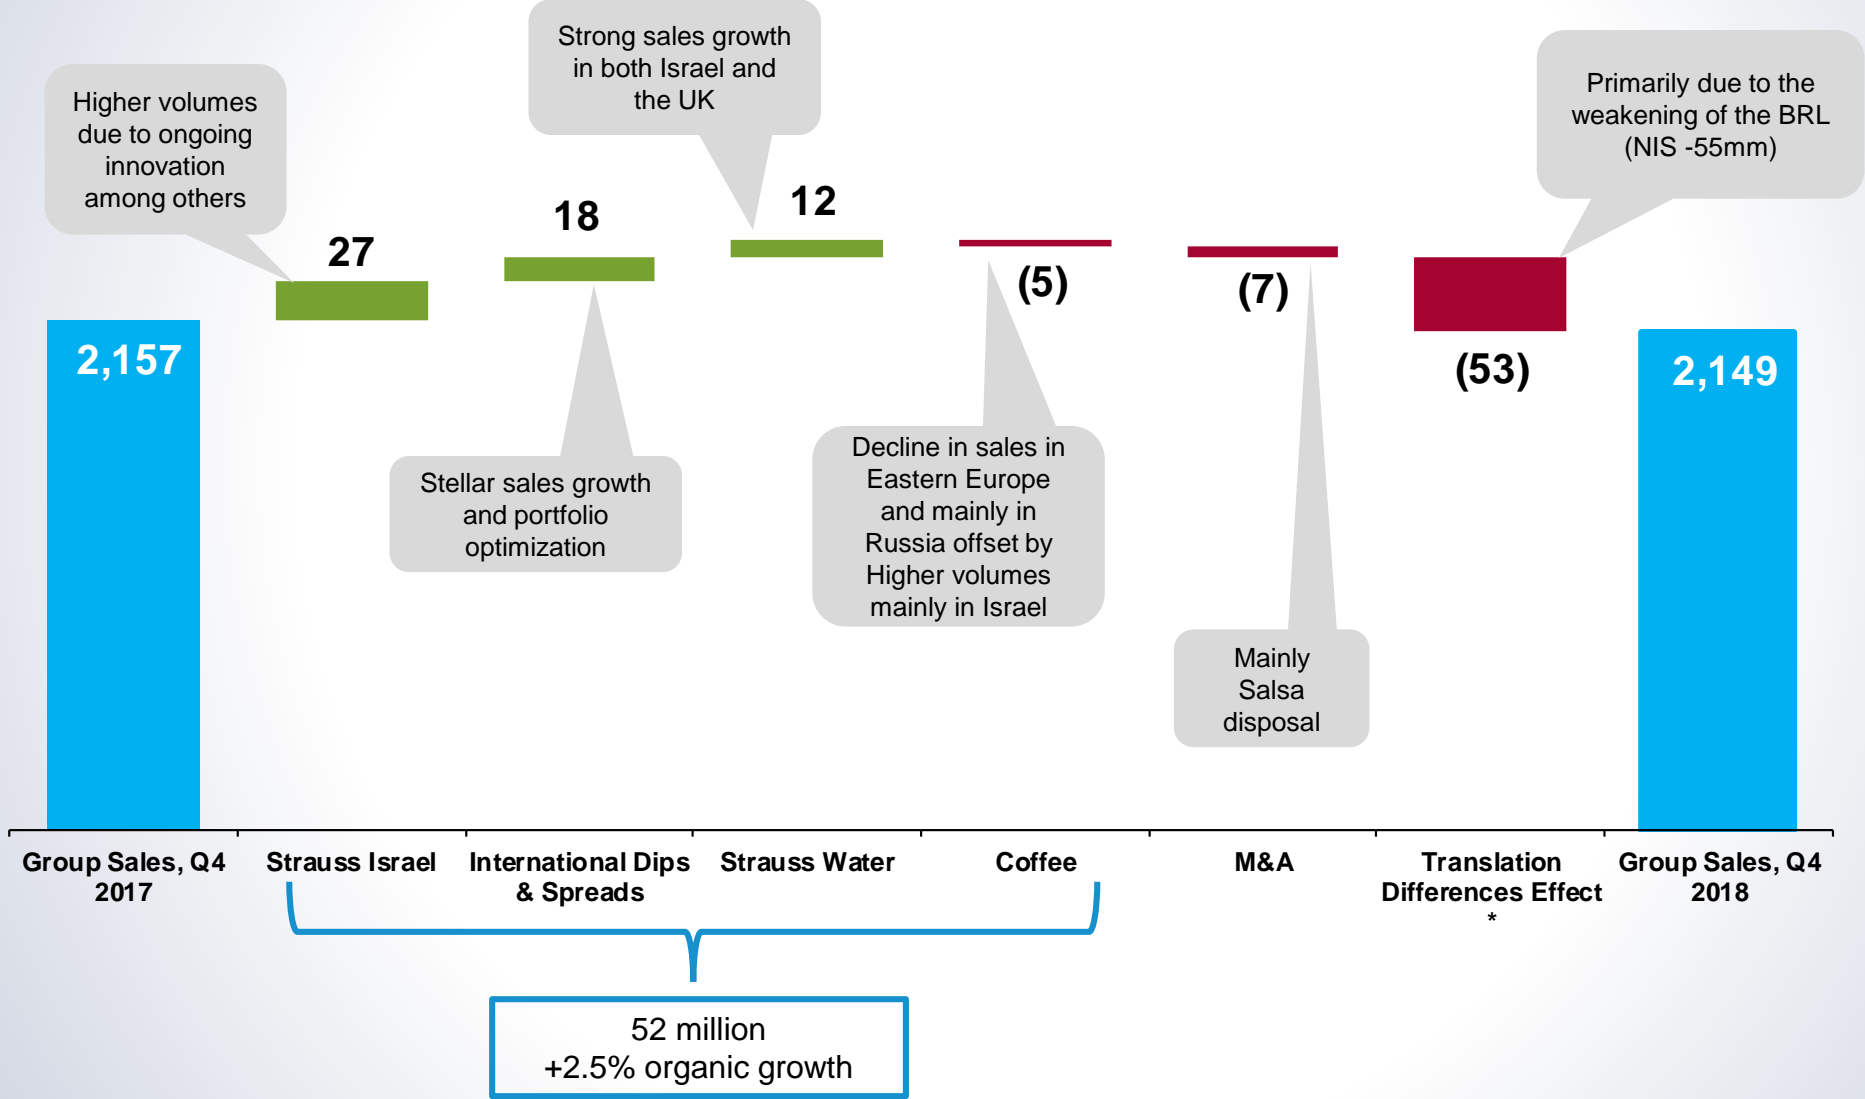 Strong sales growth
in both Israel and
the UK
Higher volumes
due to ongoing
innovation
among others
Primarily due to the
weakening of the BRL
(NIS -55mm)
27
18
12
(5)
(7)
(53)
2,157
2,149
Stellar sales growth
and portfolio
optimization
Decline in sales in
Eastern Europe
and mainly in
Russia offset by
Higher volumes
mainly in Israel
Mainly
Salsa
disposal
Group Sales, Q4
2017
Strauss Israel
International Dips
& Spreads
Strauss Water
Coffee
M&A
Translation
Differences Effect
*
Group Sales, Q4
2018
52 million
+2.5% organic growth